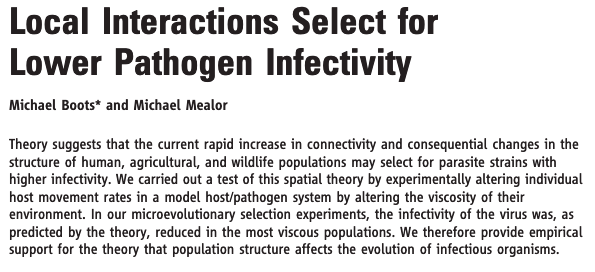 Local Interactions Select for
Lower Pathogen Infectivity
Michael Boots* and Michael Mealor
Theory suggests that the current rapid increase in connectivity and consequential changes in the
structure of human, agricultural, and wildlife populations may select for parasite strains with
higher infectivity. We carried out a test of this spatial theory by experimentally altering individual
host movement rates in a model host/pathogen system by altering the viscosity of their
environment. In our microevolutionary selection experiments, the infectivity of the virus was, as
predicted by the theory, reduced in the most viscous populations. We therefore provide empirical
support for the theory that population structure affects the evolution of infectious organisms.